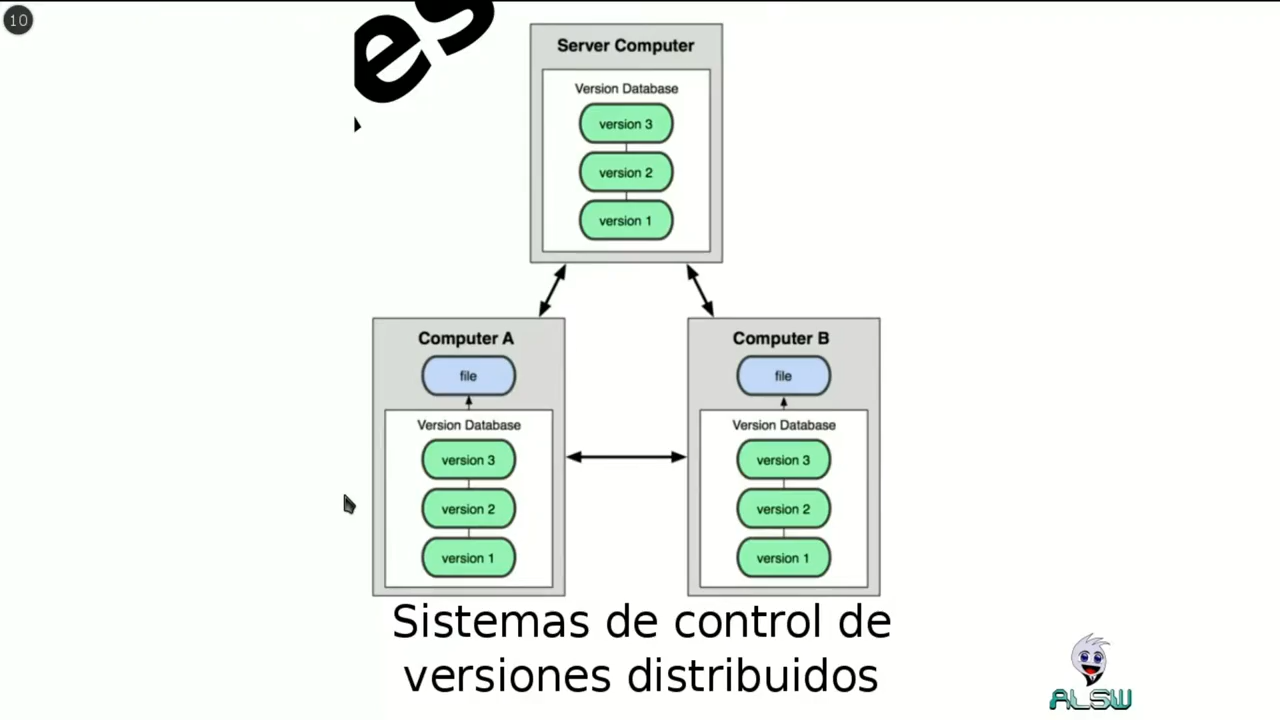 10
es
Server Computer
Version Database
version 3
version 2
version 1
Computer A
file
Version Database
version 3
version 2
version 1
Computer B
file
Version Database
version 3
version 2
version 1
Sistemas de control de
versiones distribuidos
ALSW